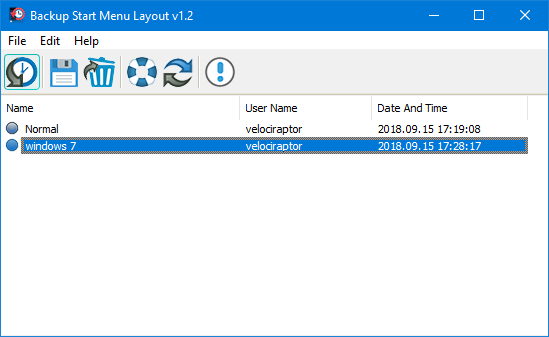 Backup Start Menu Layout v1.2
File Edit Help
Name User Name Date And Time
Normal velociraptor 2018.09.15 17:19:08
windows 7 velociraptor 2018.09.15 17:28:17